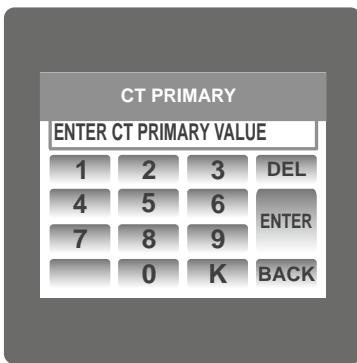 CT PRIMARY
ENTER CT PRIMARY VALUE
1 2 3 DEL
4 5 6 ENTER
7 8 9
0 K BACK